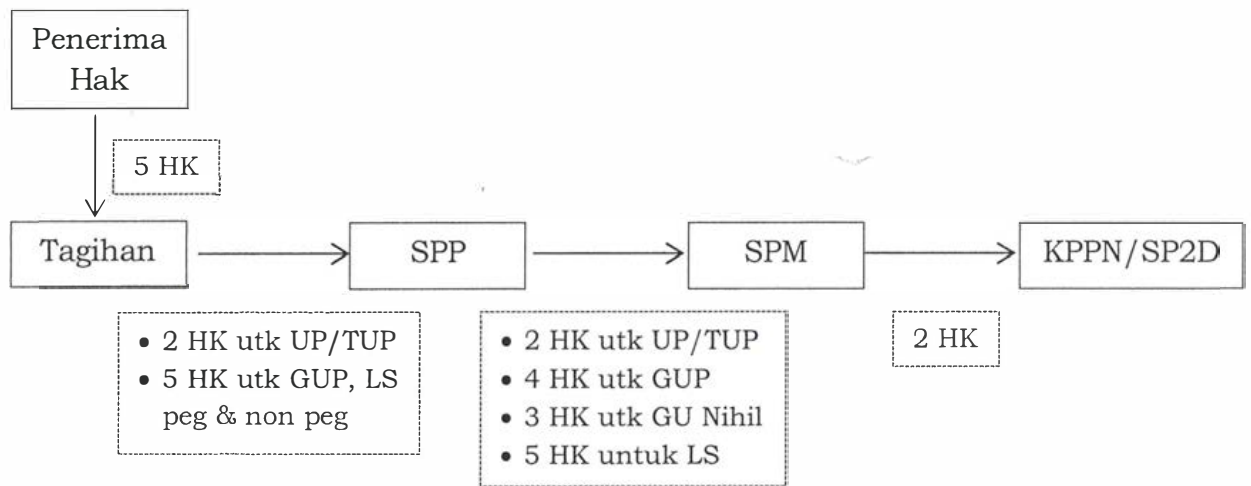 Penerima
Hak
5 HK
Tagihan
SPP
SPM
KPPN/SP2D
• 2 HK utk UP/TUP
• 5 HK utk GUP, LS
peg & non peg
• 2 HK utk UP/TUP
• 4 HK utk GUP
• 3 HK utk GU Nihil
• 5 HK untuk LS
2 HK